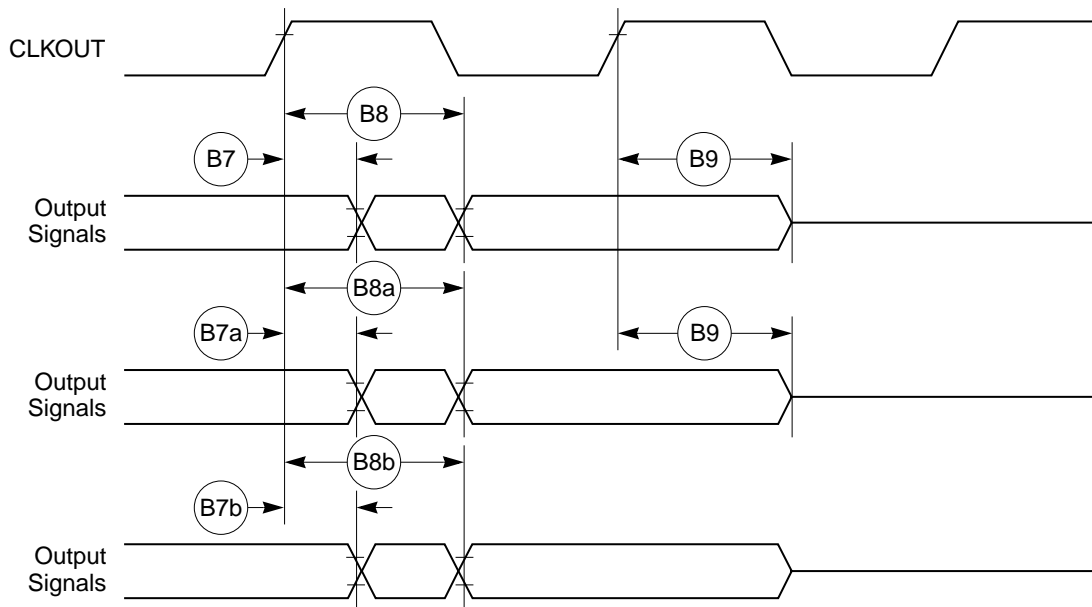 CLKOUT
B8
B7
B9
Output
Signals
B8a
B7a
B9
Output
Signals
B8b
B7b
Output
Signals